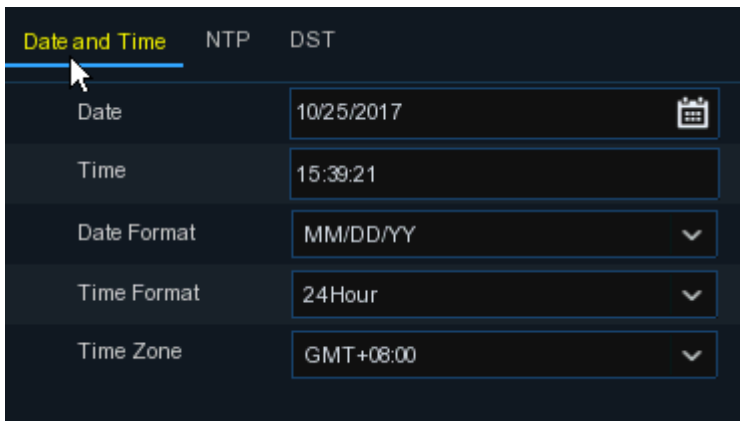 Date and Time NTP DST
Date 10/25/2017
Time 15:39:21
Date Format MM/DD/YY
Time Format 24Hour
Time Zone GMT+08:00